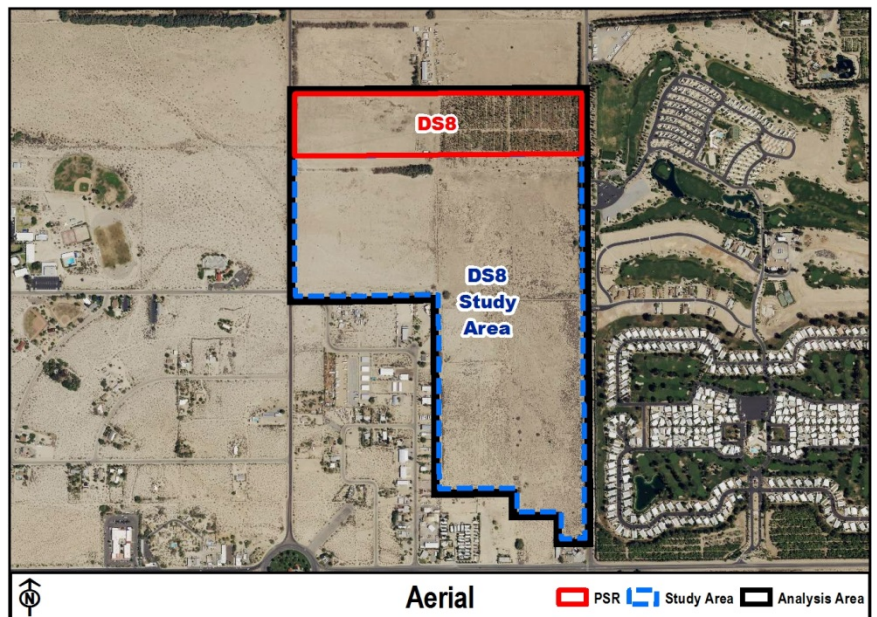 DS8
DS8
Study
Area
N
Aerial
PSR
Study Area
Analysis Area